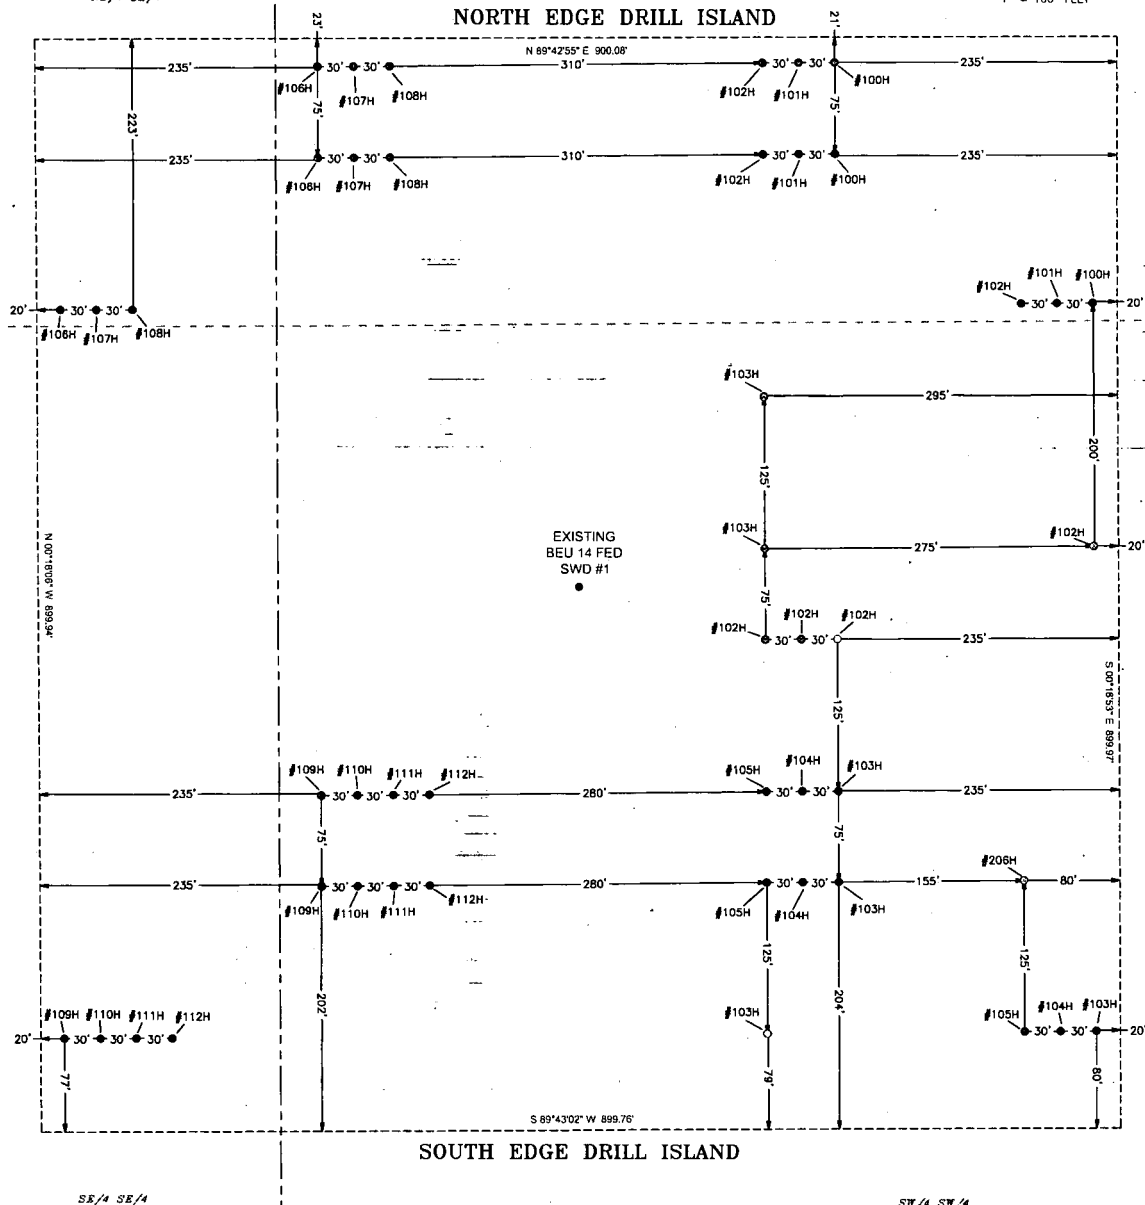 NORTH EDGE DRILL ISLAND
23'
21'
N 89°42'55" E 900.08'
235' 30' 30' 310' 30' 30' 235'
#106H #107H #108H #102H #101H #100H
223' 75' 75'
235' 30' 30' 310' 30' 30' 235'
#106H #107H #108H #102H #101H #100H
#102H #101H #100H
20' 30' 30' 30' 30' 20'
#106H #107H #108H
#103H
295'
125' 200'
#103H #102H
275' 20'
N 00°18'06" W 899.94'
EXISTING
BEU 14 FED
SWD #1
75'
#102H #102H #102H
30' 30' 235'
S 00°16'53" E 899.97'
125'
#109H #110H #111H #112H #105H #104H #103H
235' 30' 30' 30' 280' 30' 30' 235'
75' 75'
#206H
235' 30' 30' 30' 280' 30' 30' 155' 80'
#109H #110H #111H #112H #105H #104H #103H
125' 125'
202' 204'
#109H #110H #111H #112H #103H #105H #104H #103H
20' 30' 30' 30' 30' 30' 20'
77' 79' 80'
S 89°43'02" W 899.76'
SOUTH EDGE DRILL ISLAND
SE/4 SE/4
SW/4 SW/4